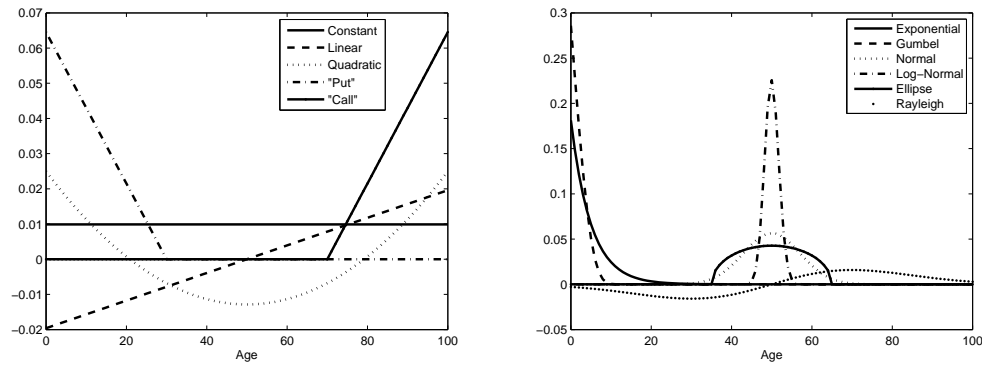 0.07
0.06
0.05
0.04
0.03
0.02
0.01
0
−0.01
−0.02
0
20
40
60
80
100
Age
Constant
Linear
Quadratic
"Put"
"Call"
0.3
0.25
0.2
0.15
0.1
0.05
0
−0.05
0
20
40
60
80
100
Age
Exponential
Gumbel
Normal
Log−Normal
Ellipse
Rayleigh